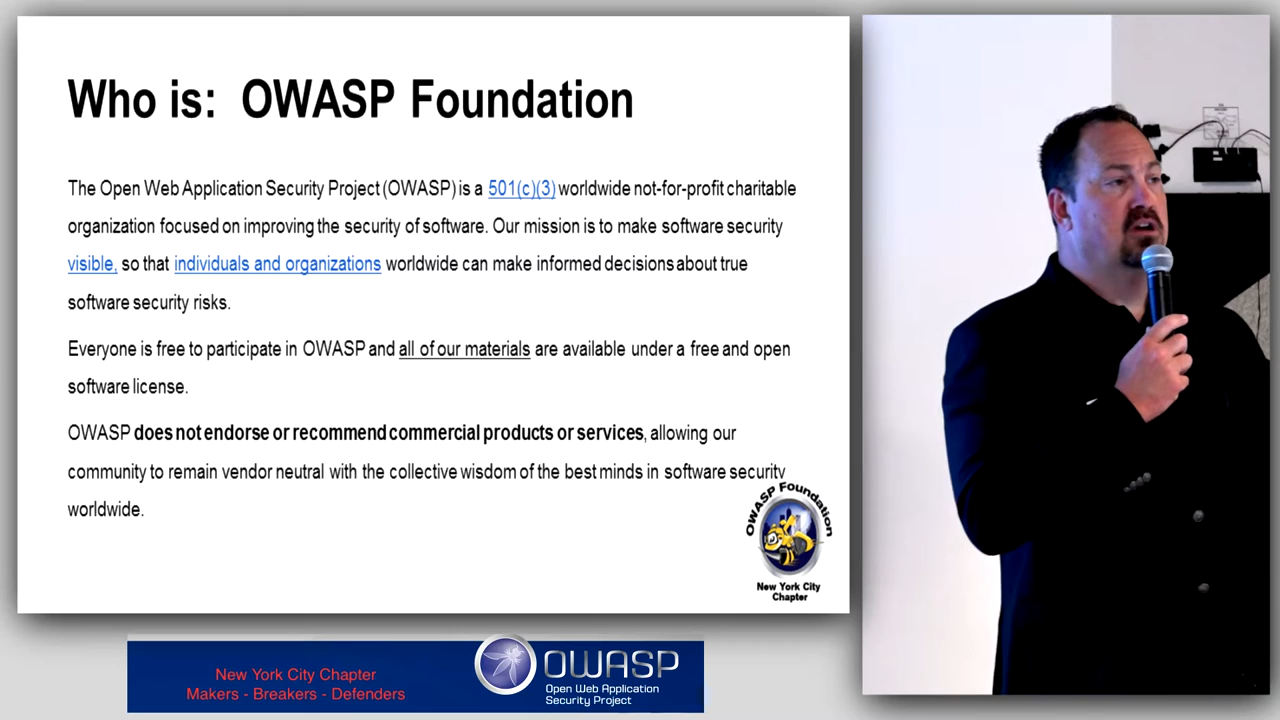 Who is: OWASP Foundation
The Open Web Application Security Project (OWASP) is a 501(c)(3) worldwide not-for-profit charitable
organization focused on improving the security of software. Our mission is to make software security
visible, so that individuals and organizations worldwide can make informed decisions about true
software security risks.
Everyone is free to participate in OWASP and all of our materials are available under a free and open
software license.
OWASP does not endorse or recommend commercial products or services, allowing our
community to remain vendor neutral with the collective wisdom of the best minds in software security
worldwide.
OWASP Foundation
New York City
Chapter
New York City Chapter
Makers - Breakers - Defenders
OWASP
Open Web Application
Security Project